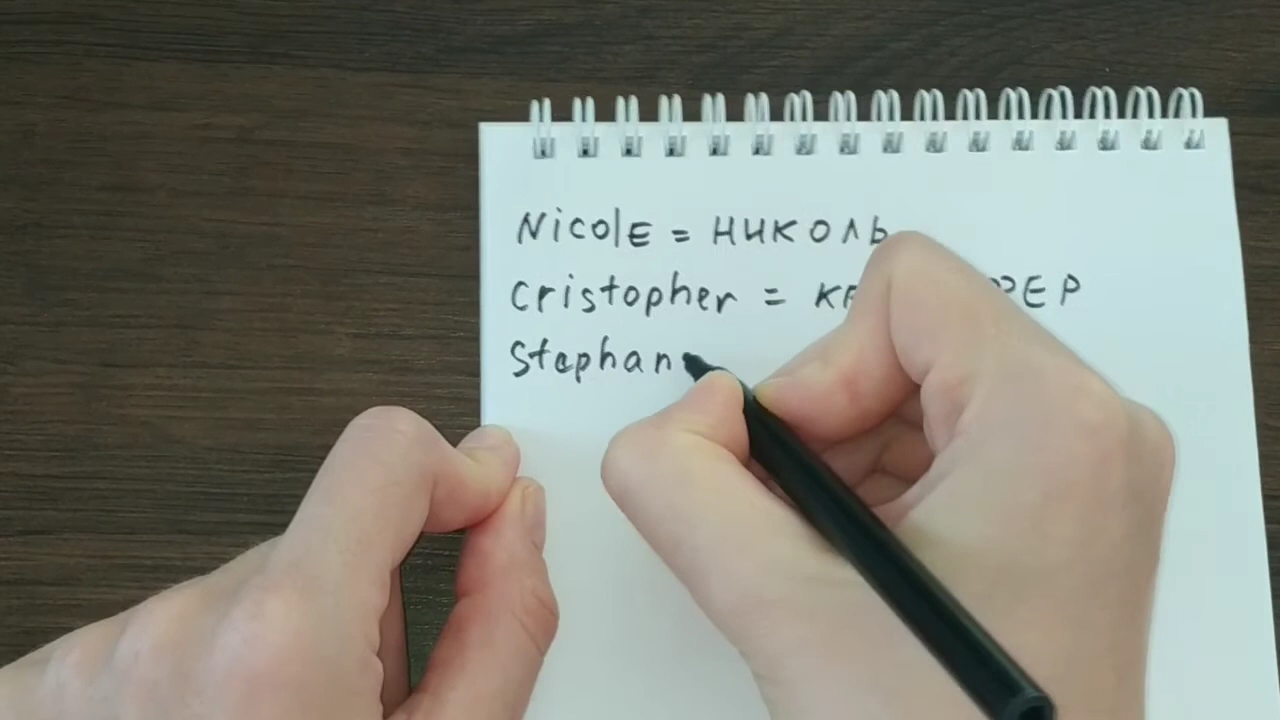 NicolE = НИКОЛЬ
Cristopher =
Stephan